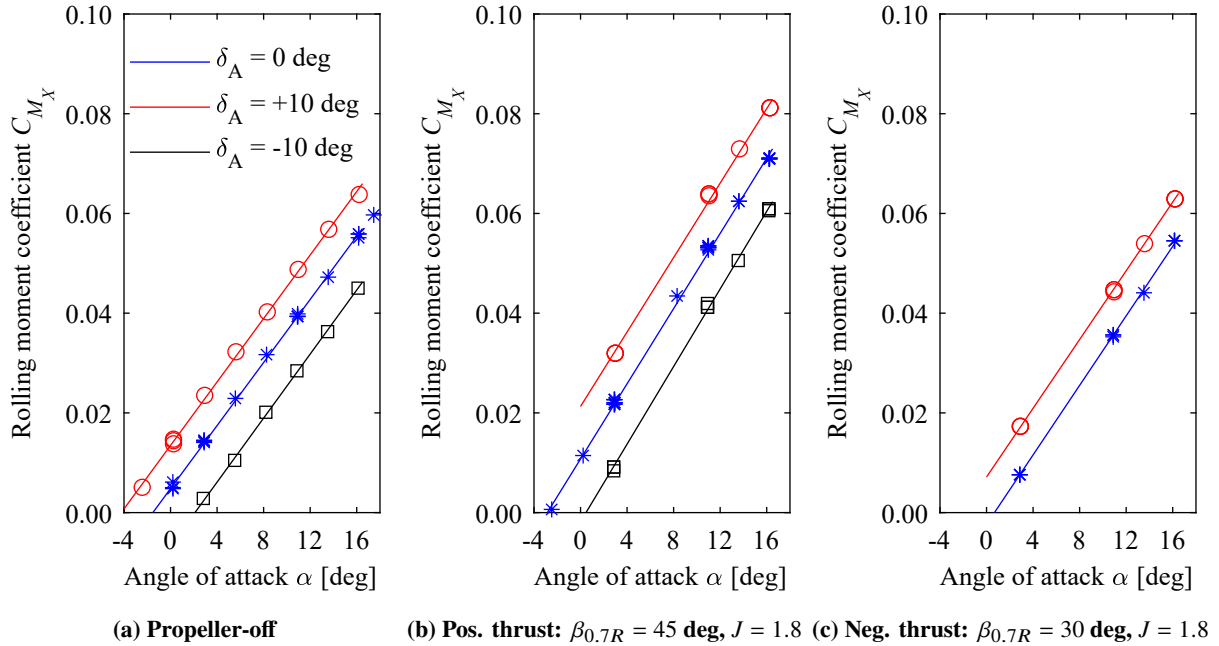 0.10
0.08
0.06
0.04
0.02
0.00
-4 0 4 8 12 16
Rolling moment coefficient C_{M_X}
Angle of attack α [deg]
δ_A = 0 deg
δ_A = +10 deg
δ_A = -10 deg
(a) Propeller-off
0.10
0.08
0.06
0.04
0.02
0.00
-4 0 4 8 12 16
Rolling moment coefficient C_{M_X}
Angle of attack α [deg]
(b) Pos. thrust: β_{0.7R} = 45 deg, J = 1.8
0.10
0.08
0.06
0.04
0.02
0.00
-4 0 4 8 12 16
Rolling moment coefficient C_{M_X}
Angle of attack α [deg]
(c) Neg. thrust: β_{0.7R} = 30 deg, J = 1.8